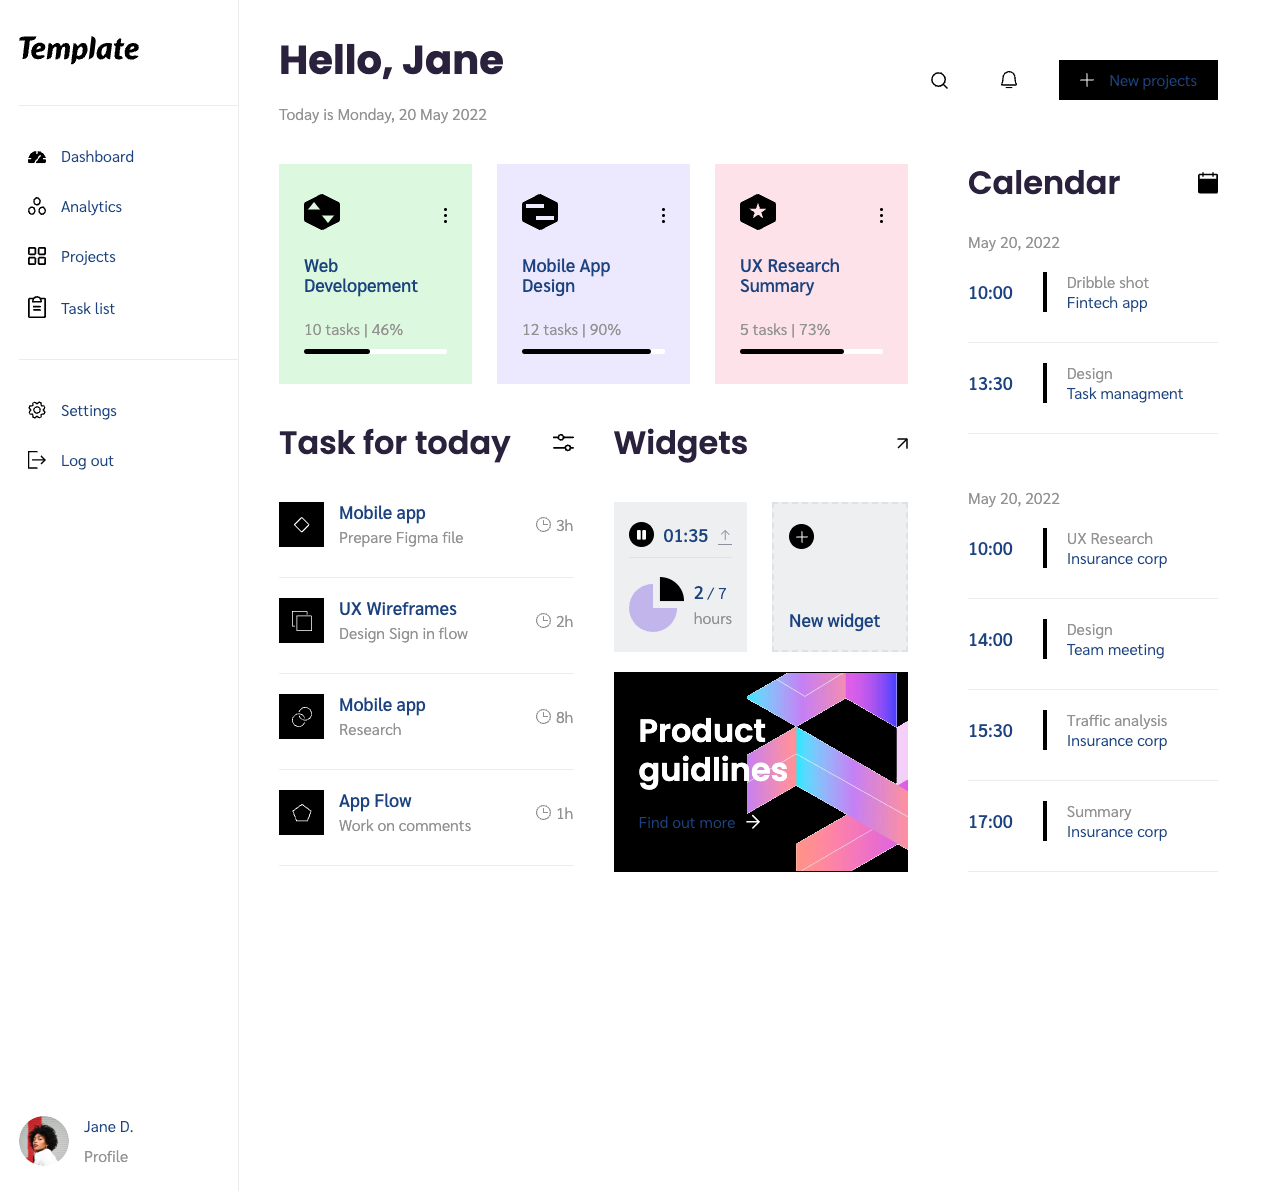 Template
Dashboard
Analytics
Projects
Task list
Settings
Log out
Jane D.
Profile
Hello, Jane
Today is Monday, 20 May 2022
New projects
Web
Developement
10 tasks | 46%
Mobile App
Design
12 tasks | 90%
UX Research
Summary
5 tasks | 73%
Task for today
Mobile app
Prepare Figma file
3h
UX Wireframes
Design Sign in flow
2h
Mobile app
Research
8h
App Flow
Work on comments
1h
Widgets
01:35
2 / 7
hours
New widget
Product
guidlines
Find out more
Calendar
May 20, 2022
10:00
Dribble shot
Fintech app
13:30
Design
Task managment
May 20, 2022
10:00
UX Research
Insurance corp
14:00
Design
Team meeting
15:30
Traffic analysis
Insurance corp
17:00
Summary
Insurance corp